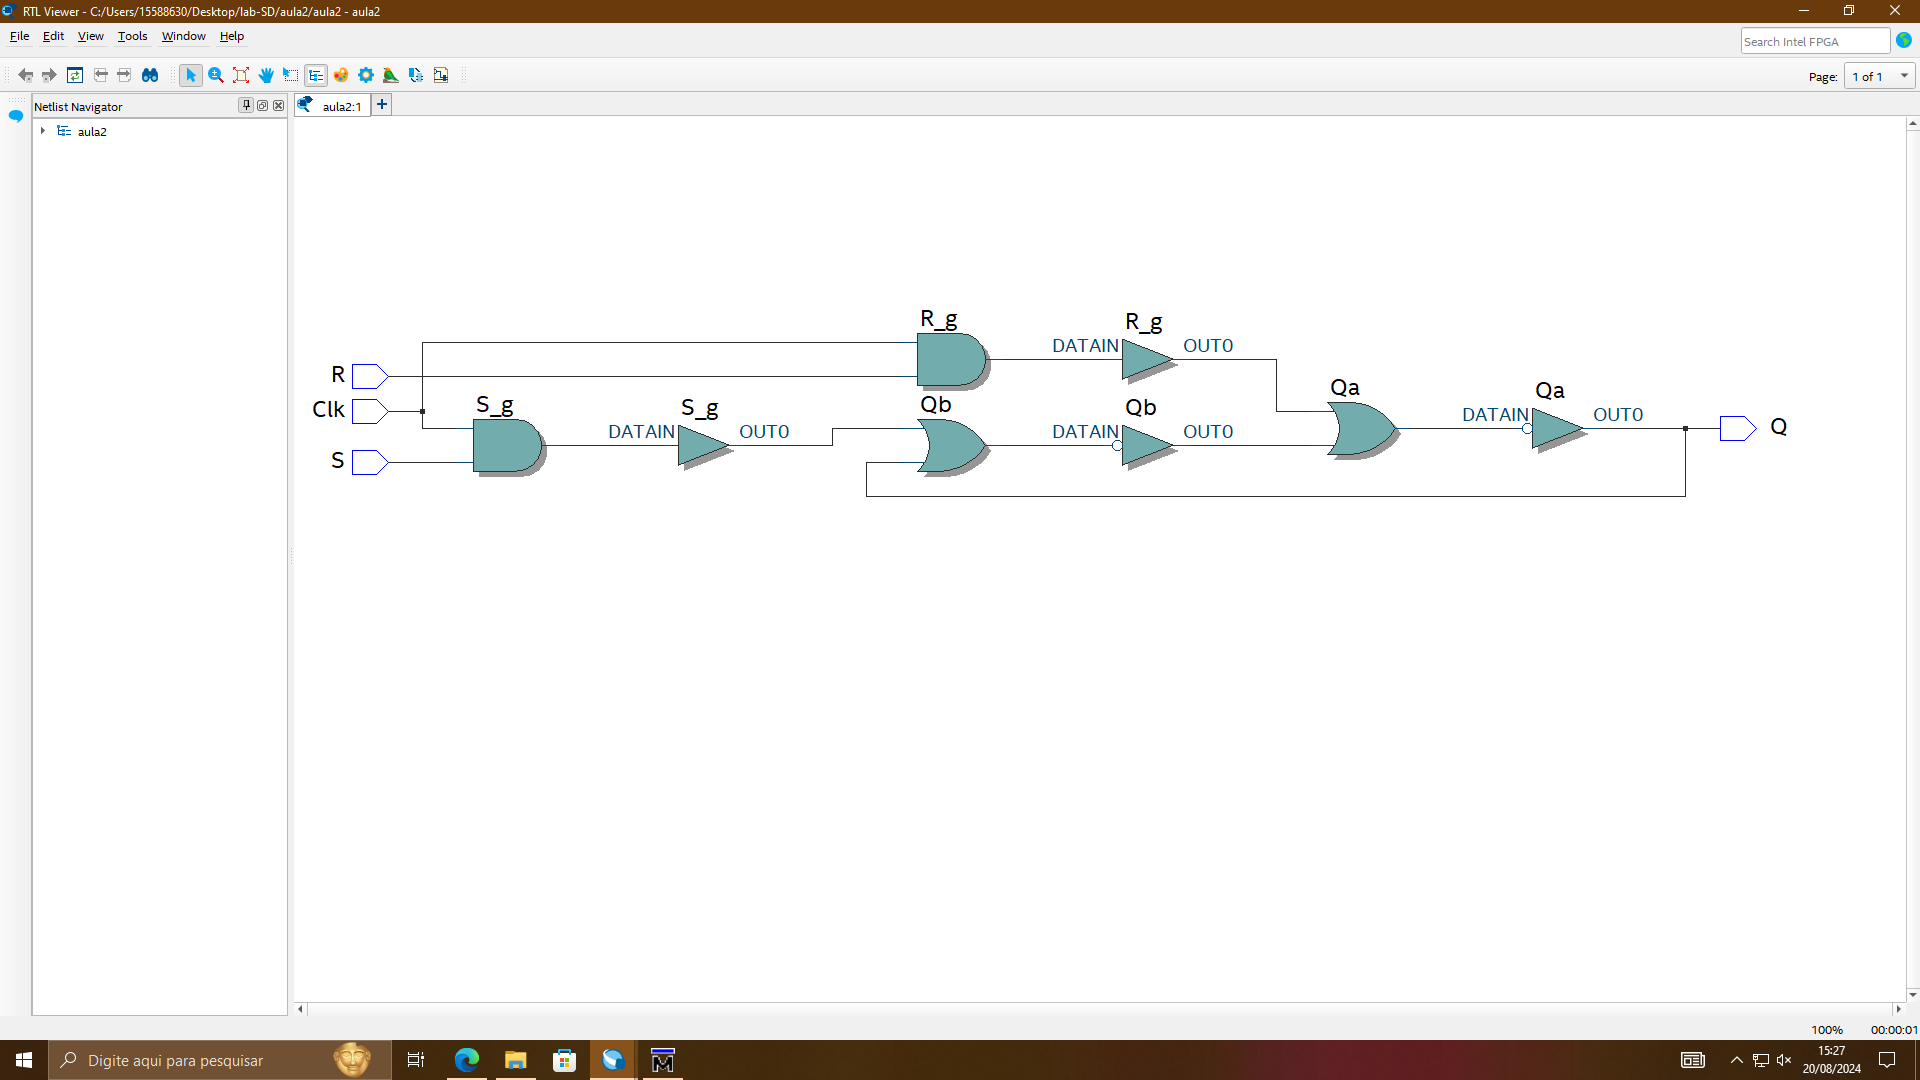 RTL Viewer - C:/Users/15588630/Desktop/lab-SD/aula2/aula2 - aula2
File Edit View Tools Window Help
Search Intel FPGA
Page: 1 of 1
Netlist Navigator
aula2:1
aula2
R_g
R_g
DATAIN
OUT0
R
Clk
S
S_g
S_g
DATAIN
OUT0
Qb
Qb
DATAIN
OUT0
Qa
Qa
DATAIN
OUT0
Q
100%
00:00:01
Digite aqui para pesquisar
15:27
20/08/2024